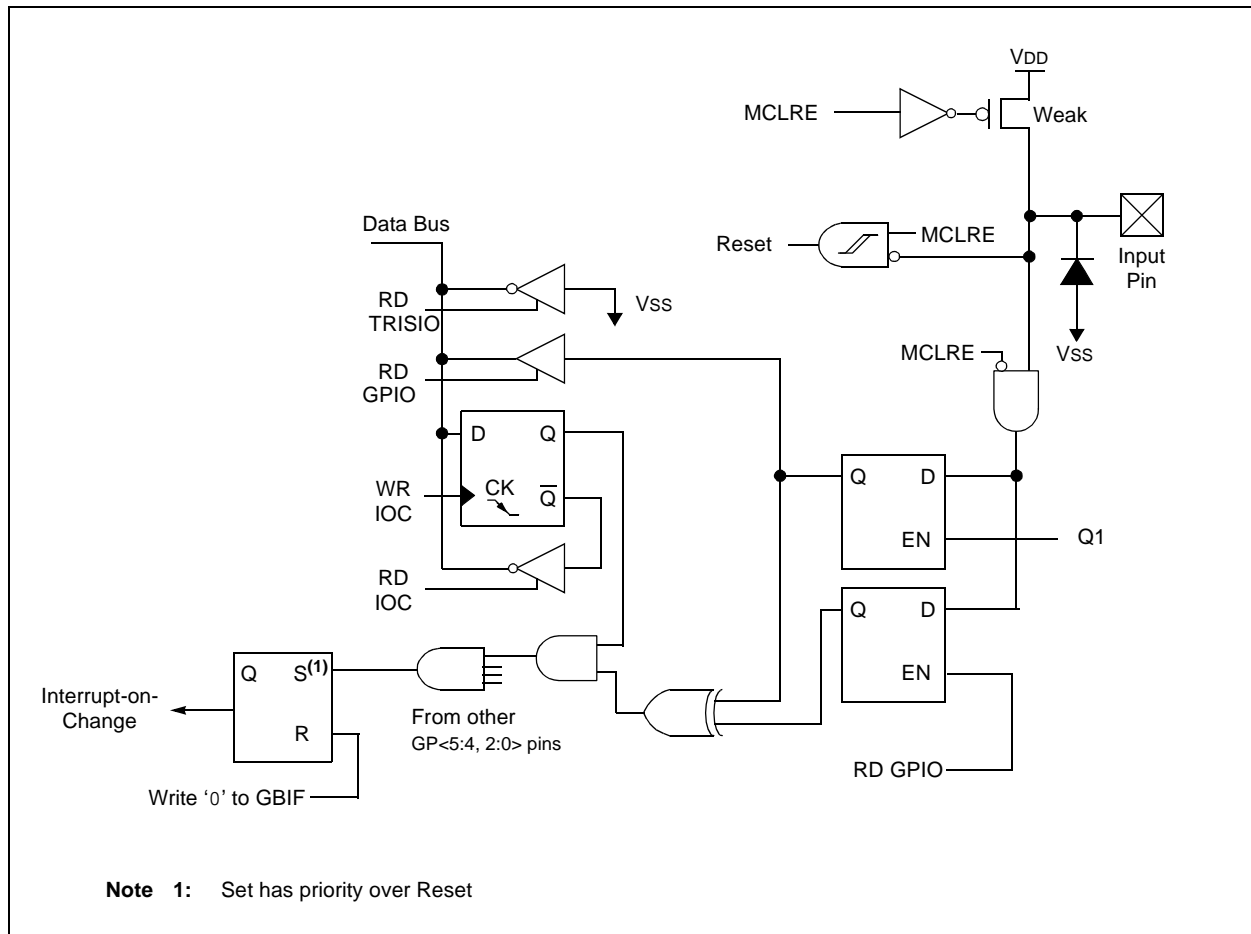 VDD
MCLRE
Weak
Data Bus
Reset
MCLRE
Input
Pin
RD
TRISIO
VSS
VSS
RD
GPIO
MCLRE
D
Q
CK
Q
WR
IOC
RD
IOC
Q
D
EN
Q1
Q
D
EN
Q
S(1)
R
Interrupt-on-
Change
From other
GP<5:4, 2:0> pins
RD GPIO
Write ‘0’ to GBIF
Note 1: Set has priority over Reset